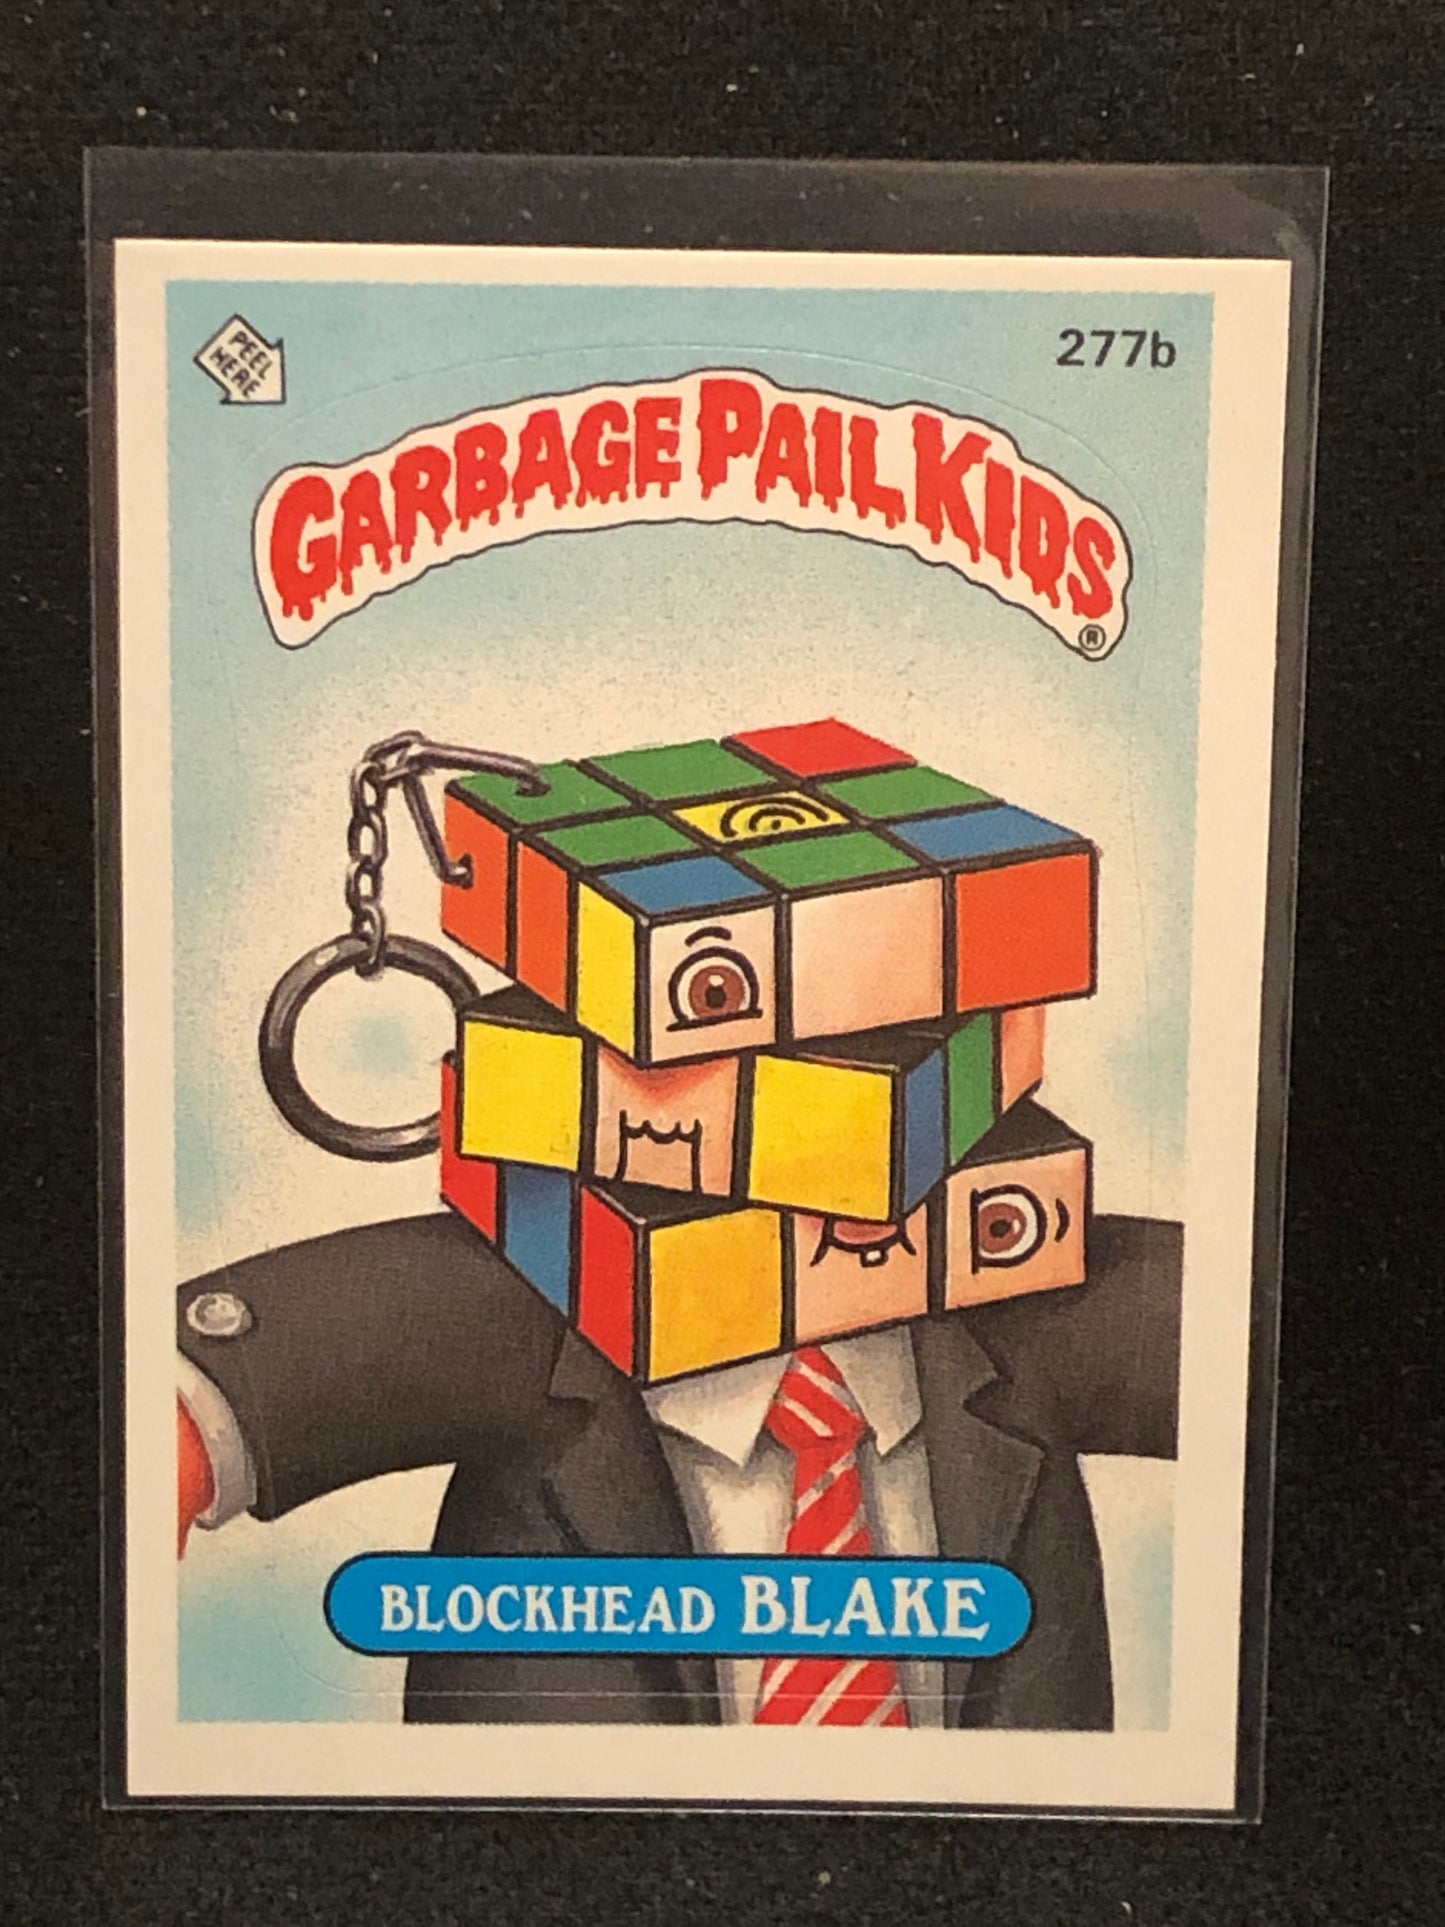 PEEL
HERE
277b
GARBAGE PAIL KIDS
®
BLOCKHEAD BLAKE